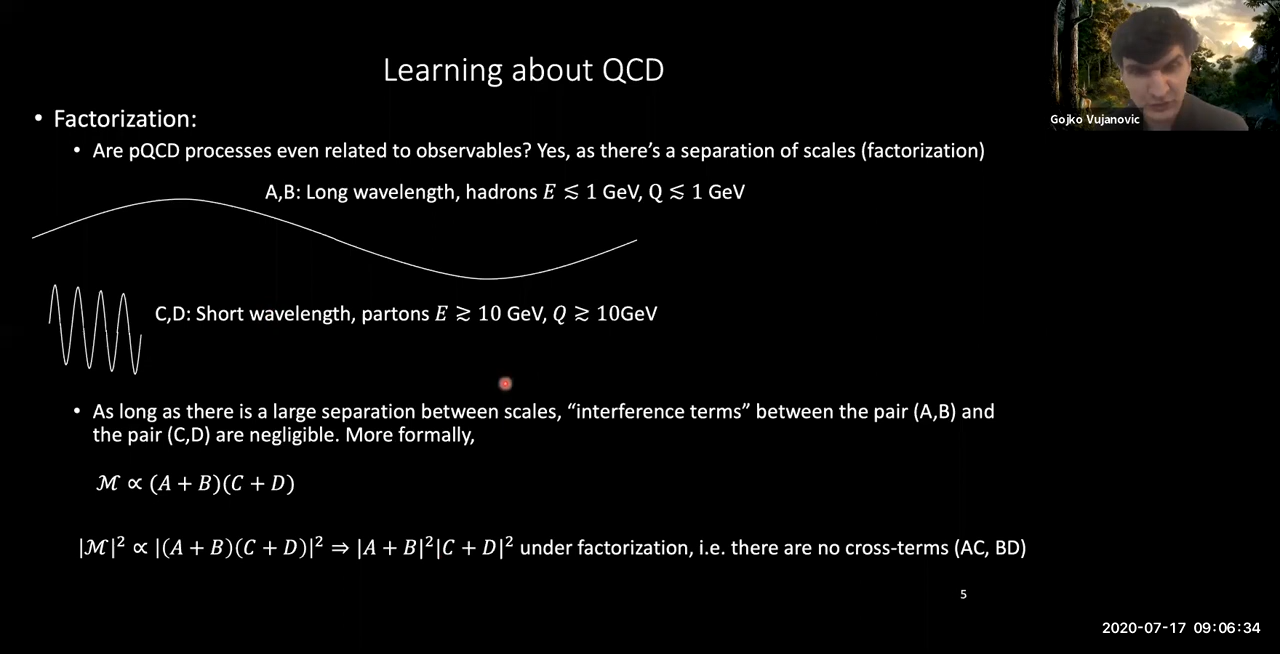 Learning about QCD
Gojko Vujanovic
• Factorization:
• Are pQCD processes even related to observables? Yes, as there's a separation of scales (factorization)
A,B: Long wavelength, hadrons E ≲ 1 GeV, Q ≲ 1 GeV
C,D: Short wavelength, partons E ≳ 10 GeV, Q ≳ 10GeV
• As long as there is a large separation between scales, “interference terms” between the pair (A,B) and
the pair (C,D) are negligible. More formally,
ℳ ∝ (A + B)(C + D)
|ℳ|² ∝ |(A + B)(C + D)|² ⇒ |A + B|²|C + D|² under factorization, i.e. there are no cross-terms (AC, BD)
5
2020-07-17 09:06:34